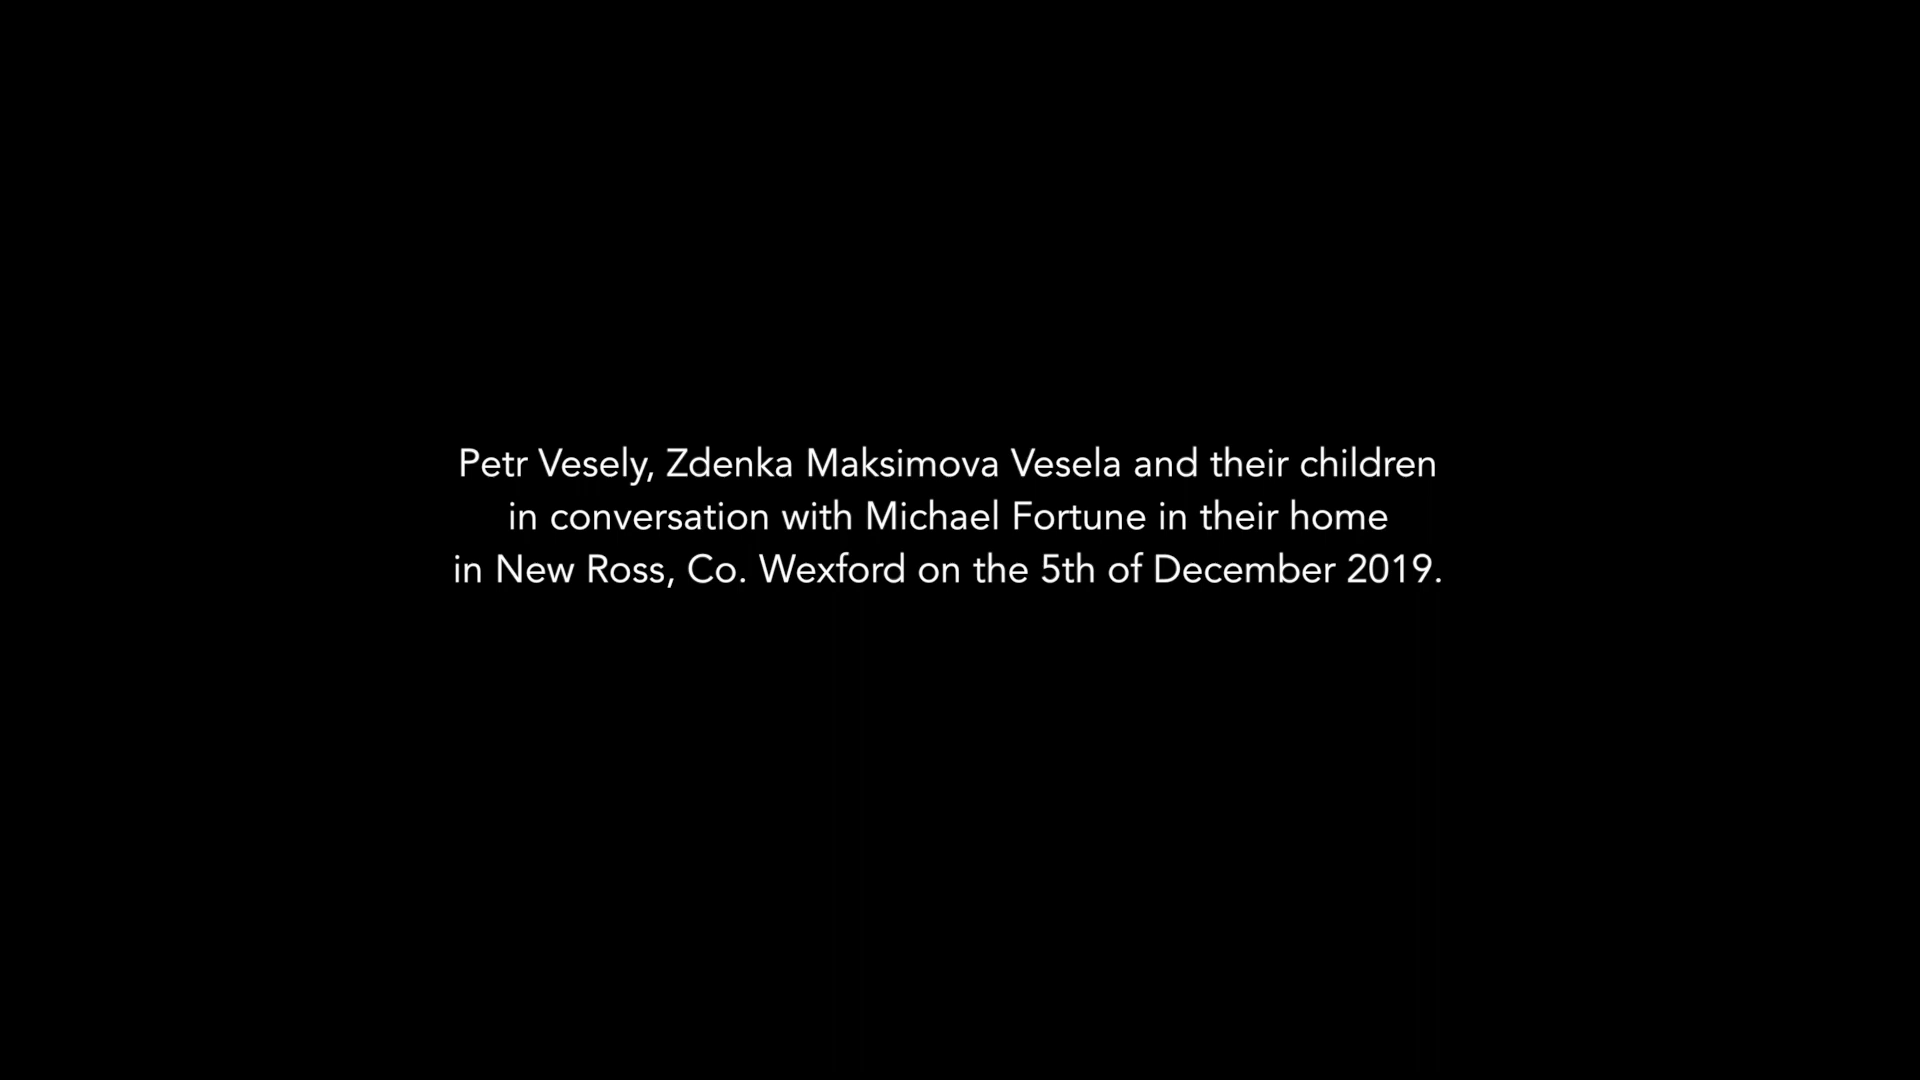 Petr Vesely, Zdenka Maksimova Vesela and their children
in conversation with Michael Fortune in their home
in New Ross, Co. Wexford on the 5th of December 2019.